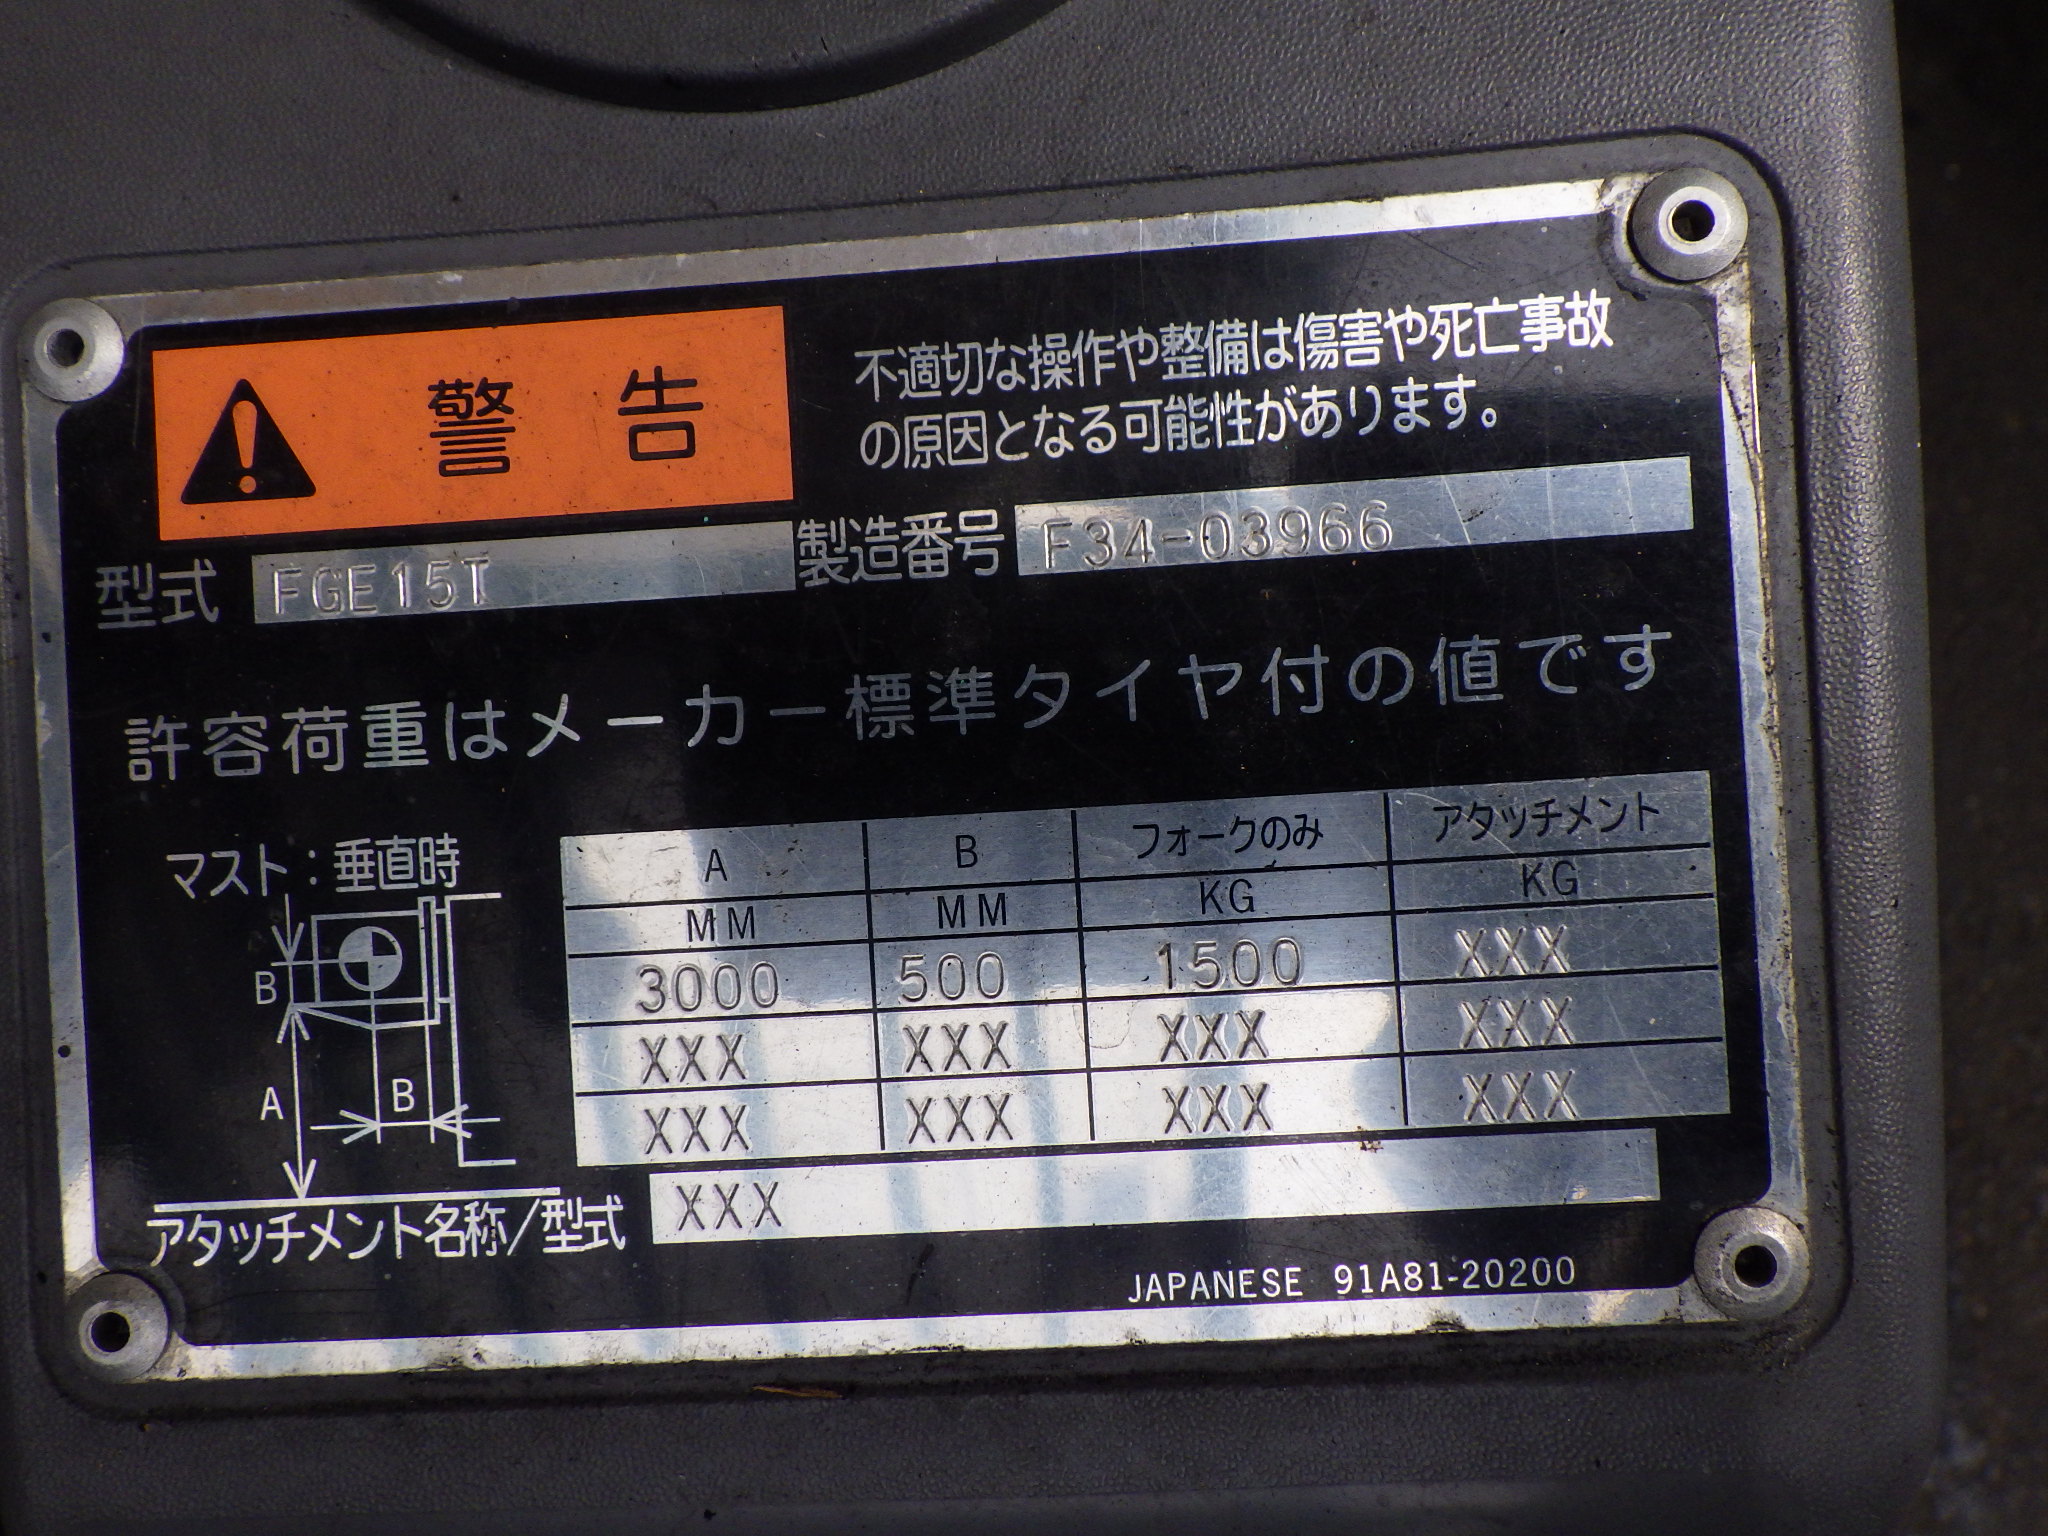 警告
不適切な操作や整備は傷害や死亡事故
の原因となる可能性があります。
型式 FGE15T 製造番号 F34-03966
許容荷重はメーカー標準タイヤ付の値です
マスト：垂直時
B
A
B
A B フォークのみ アタッチメント
MM MM KG KG
3000 500 1500 XXX
XXX XXX XXX XXX
XXX XXX XXX XXX
アタッチメント名称/型式 XXX
JAPANESE 91A81-20200